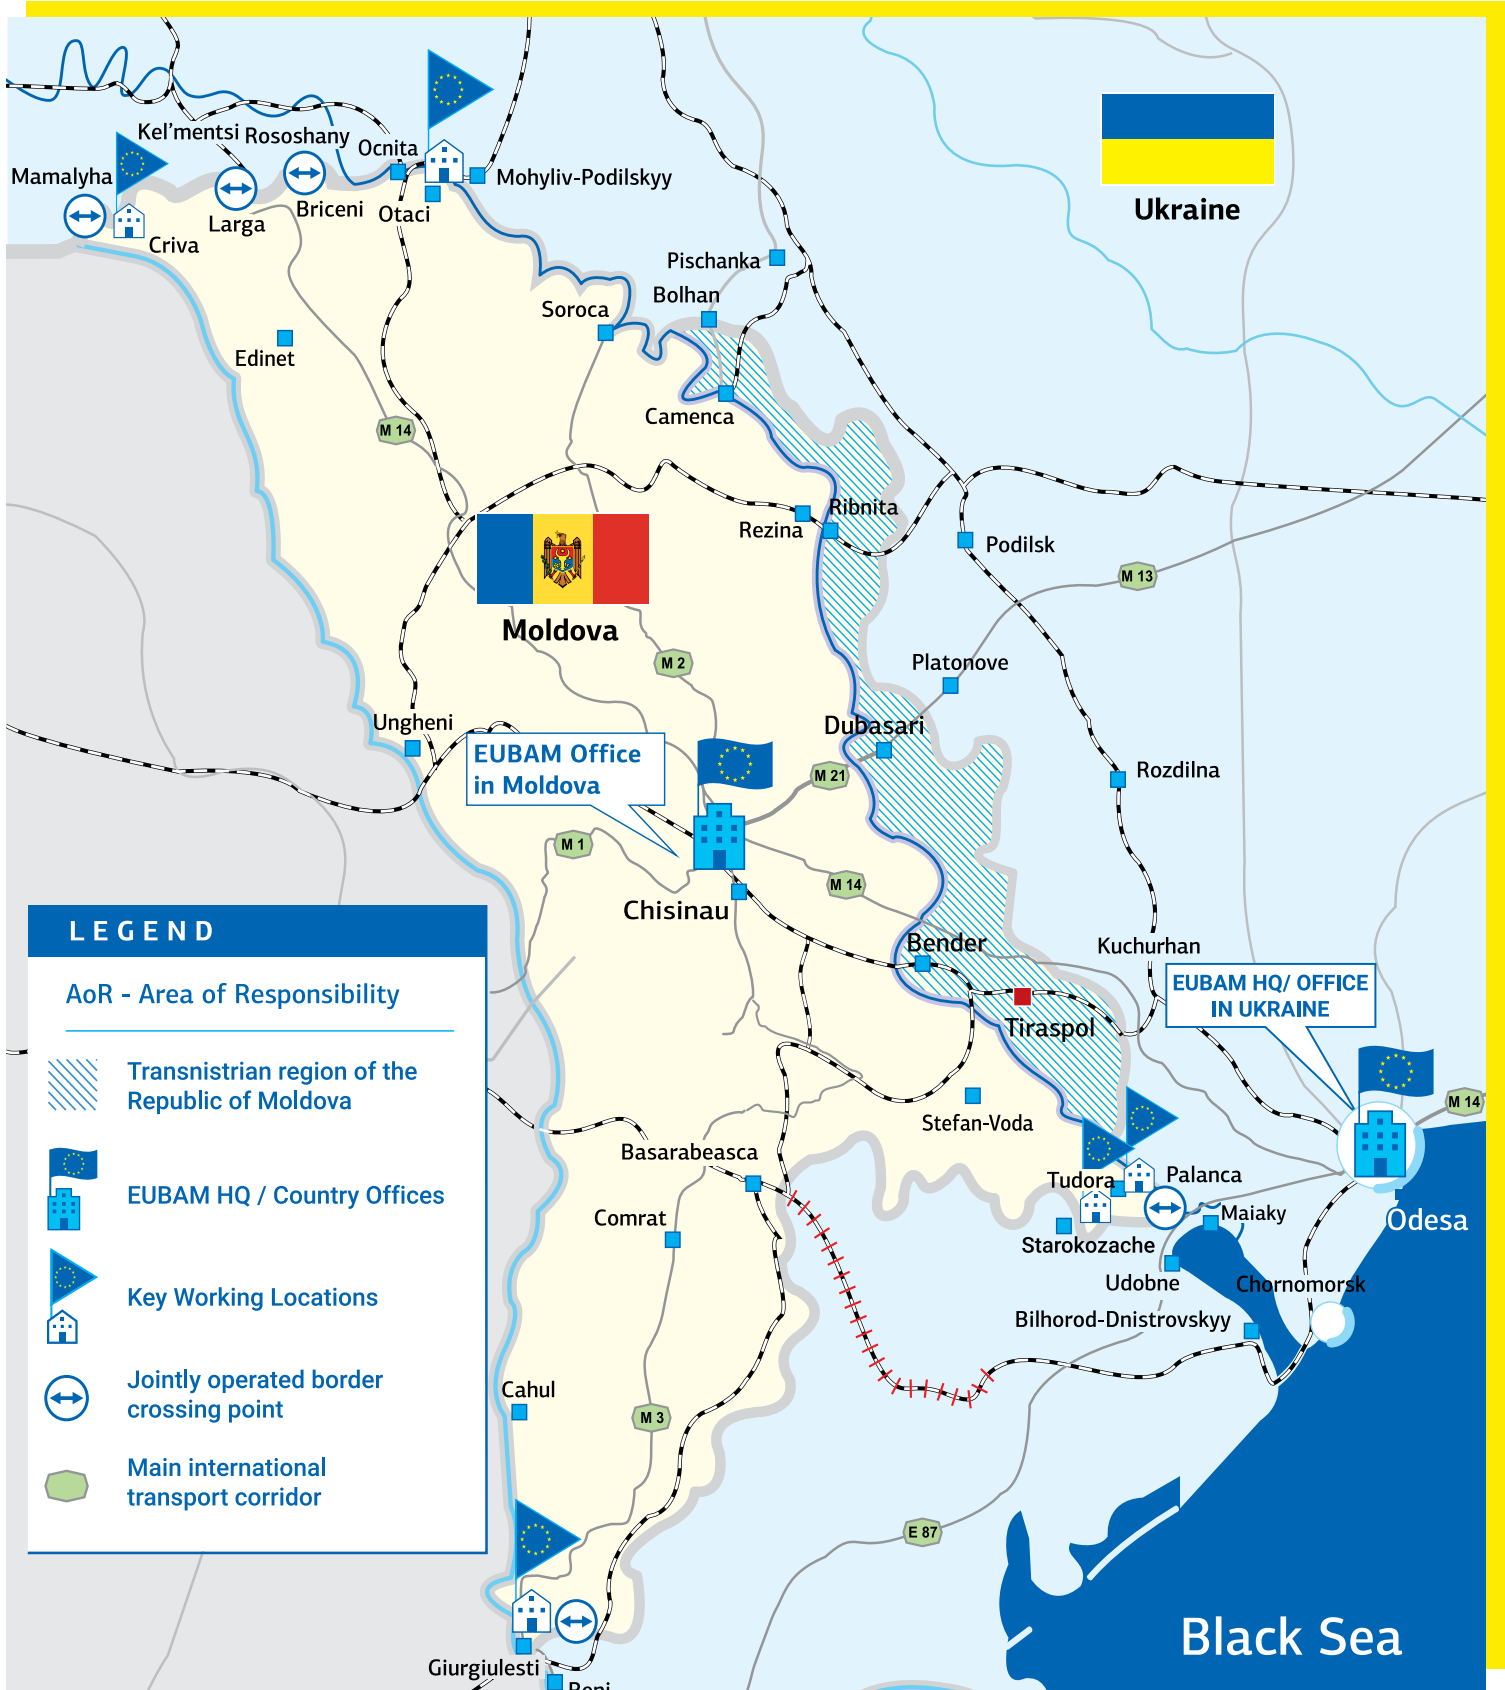 Kel'mentsi
Rososhany
Ocnita
Mamalyha
Mohyliv-Podilskyy
Larga
Briceni
Otaci
Criva
Ukraine
Pischanka
Bolhan
Soroca
Edinet
Camenca
M 14
Ribnita
Rezina
Podilsk
M 13
Moldova
M 2
Platonove
Ungheni
Dubasari
EUBAM Office
in Moldova
M 21
Rozdilna
M 1
M 14
Chisinau
Bender
Kuchurhan
EUBAM HQ/ OFFICE
IN UKRAINE
Tiraspol
M 14
Stefan-Voda
Basarabeasca
Tudora
Palanca
Comrat
Maiaky
Odesa
Starokozache
Udobne
Chornomorsk
Bilhorod-Dnistrovskyy
Cahul
M 3
E 87
Giurgiulesti
Reni
Black Sea
LEGEND
AoR - Area of Responsibility
Transnistrian region of the
Republic of Moldova
EUBAM HQ / Country Offices
Key Working Locations
Jointly operated border
crossing point
Main international
transport corridor